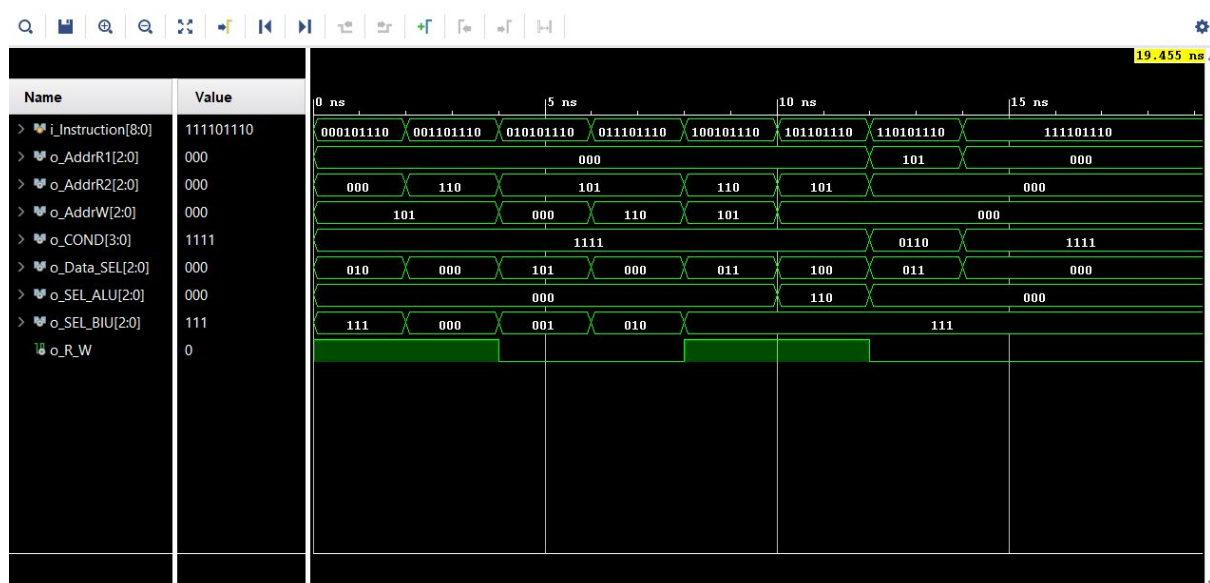 19.455 ns
Name Value 0 ns 5 ns 10 ns 15 ns
i_Instruction[8:0] 111101110 000101110 001101110 010101110 011101110 100101110 101101110 110101110 111101110
o_AddrR1[2:0] 000 000 101 000
o_AddrR2[2:0] 000 000 110 101 110 101 000
o_AddrW[2:0] 000 101 000 110 101 000
o_COND[3:0] 1111 1111 0110 1111
o_Data_SEL[2:0] 000 010 000 101 000 011 100 011 000
o_SEL_ALU[2:0] 000 000 110 000
o_SEL_BIU[2:0] 111 111 000 001 010 111
o_R_W 0